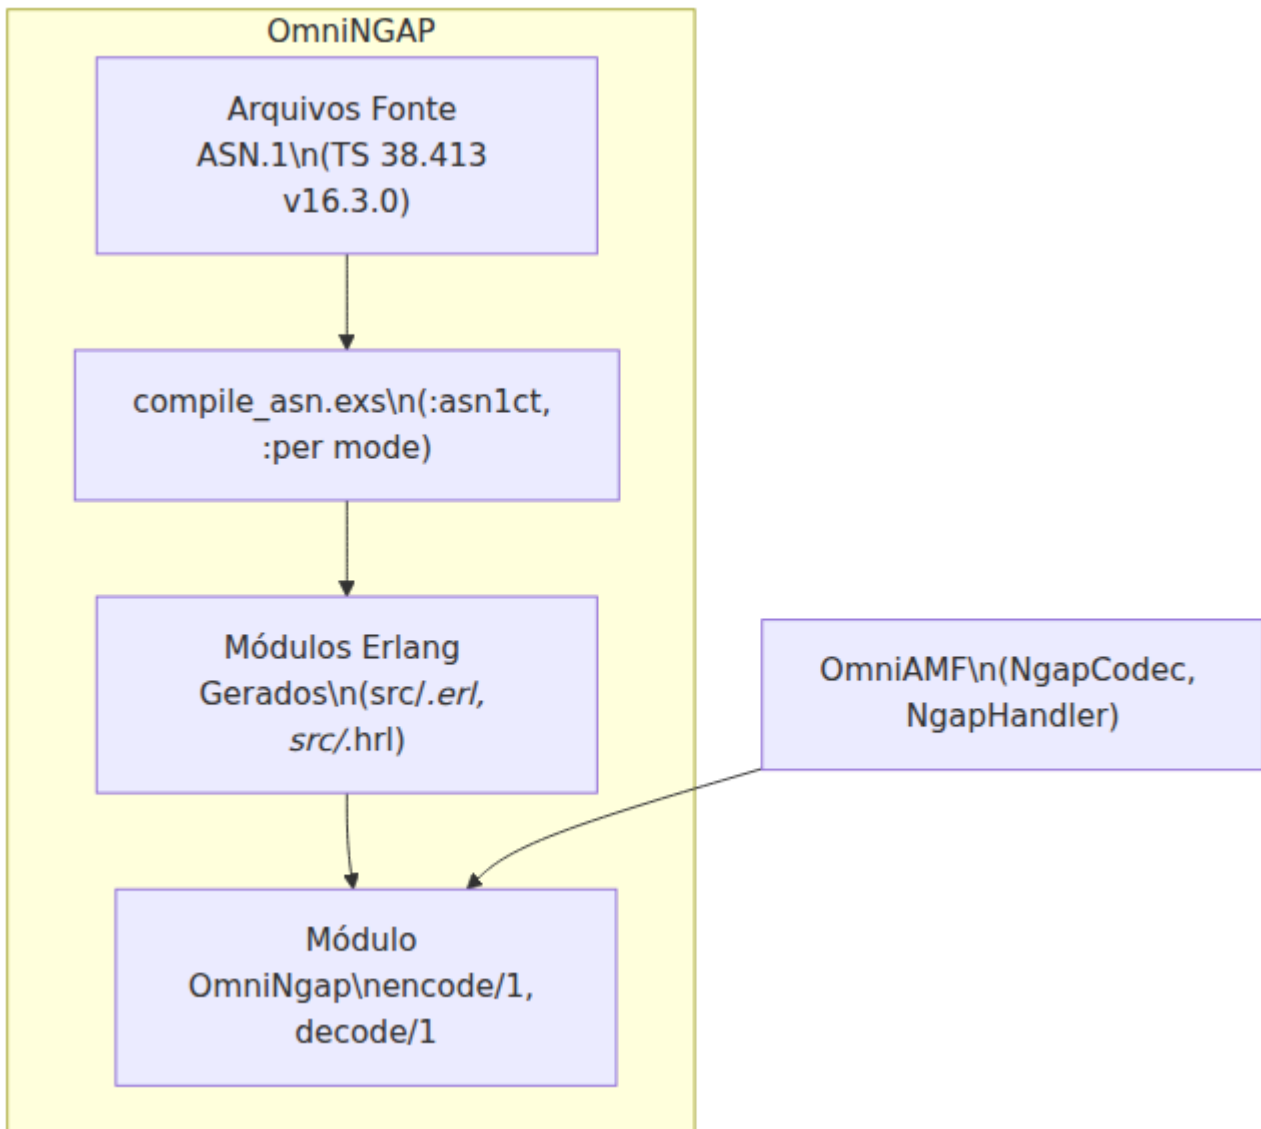 OmniNGAP
Arquivos Fonte
ASN.1\n(TS 38.413
v16.3.0)
compile_asn.exs\n(:asn1ct,
:per mode)
Módulos Erlang
Gerados\n(src/.erl,
src/.hrl)
OmniAMF\n(NgapCodec,
NgapHandler)
Módulo
OmniNgap\nencode/1,
decode/1